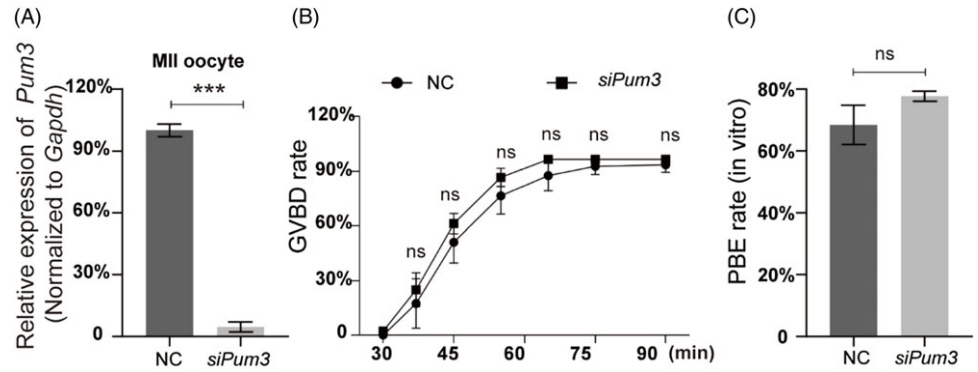 (A)
Relative expression of Pum3
(Normalized to Gapdh)
MII oocyte
***
120%
90%
60%
30%
0
NC
siPum3
(B)
NC
siPum3
GVBD rate
120%
90%
60%
30%
0
ns
ns
ns
ns
ns
ns
30
45
60
75
90
(min)
(C)
PBE rate (in vitro)
ns
80%
60%
40%
20%
0
NC
siPum3